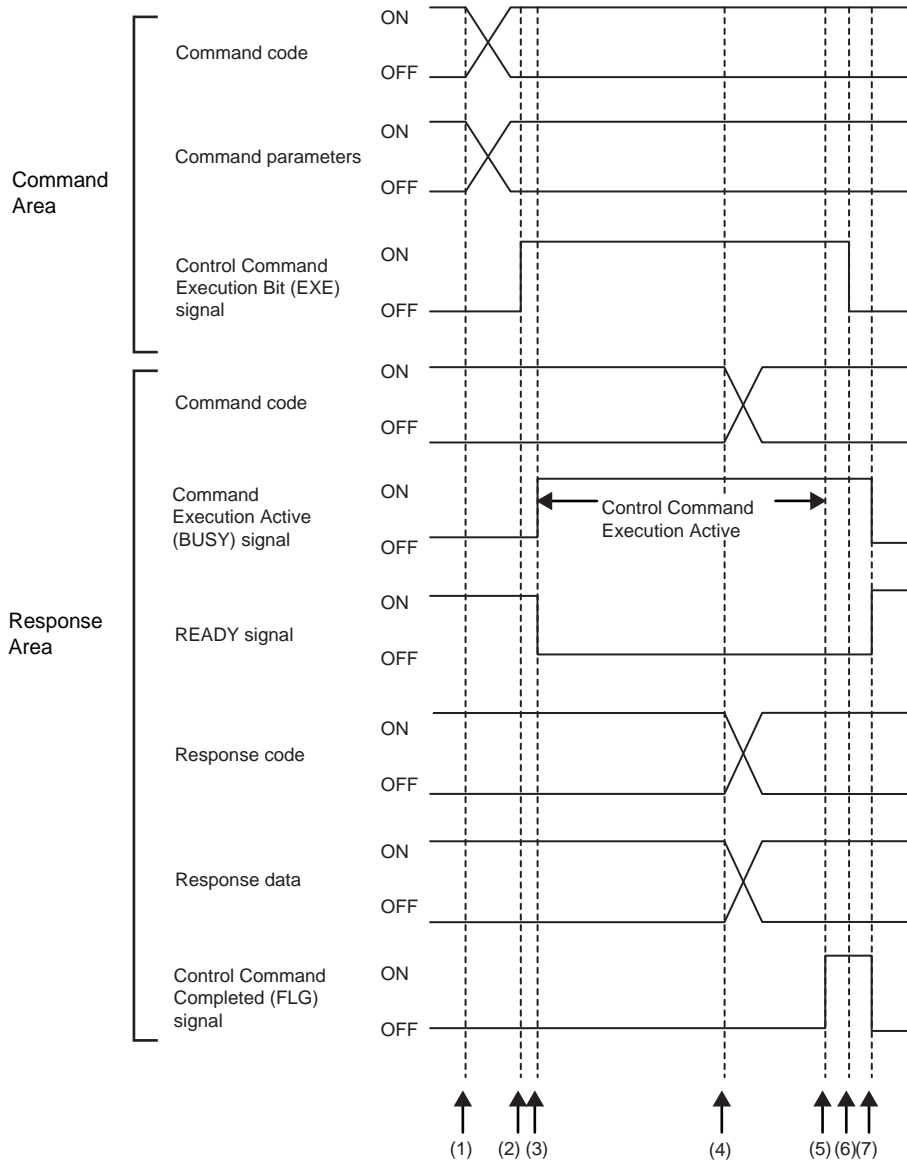 Command
Area
Command code
ON
OFF
Command parameters
ON
OFF
Control Command
Execution Bit (EXE)
signal
ON
OFF
Response
Area
Command code
ON
OFF
Command
Execution Active
(BUSY) signal
ON
OFF
Control Command
Execution Active
READY signal
ON
OFF
Response code
ON
OFF
Response data
ON
OFF
Control Command
Completed (FLG)
signal
ON
OFF
(1) (2) (3) (4) (5) (6) (7)